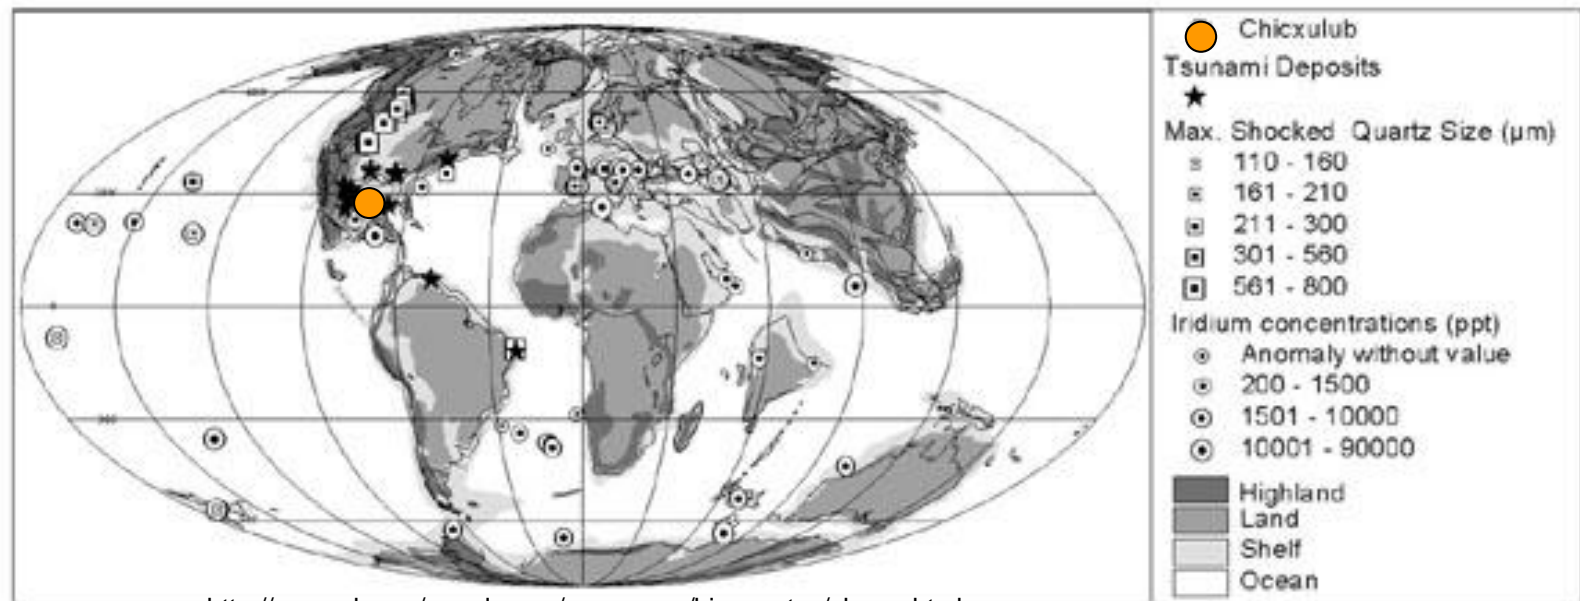 Chicxulub
Tsunami Deposits
Max. Shocked Quartz Size (µm)
110 - 160
161 - 210
211 - 300
301 - 560
561 - 800
Iridium concentrations (ppt)
Anomaly without value
200 - 1500
1501 - 10000
10001 - 90000
Highland
Land
Shelf
Ocean
0